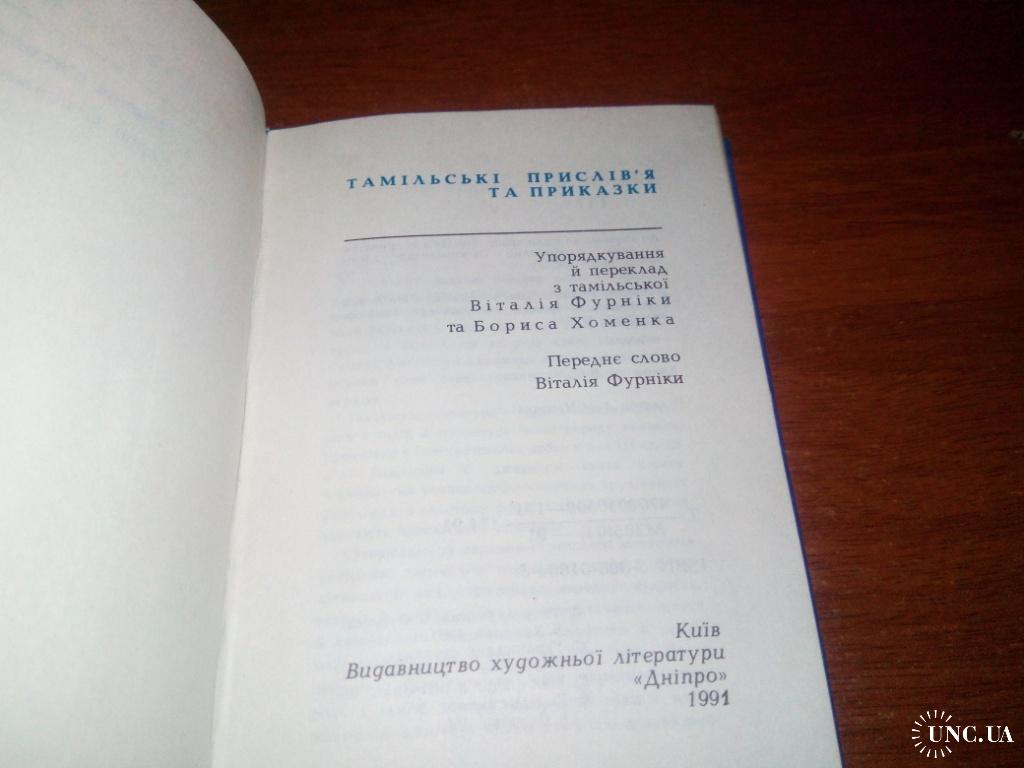 ТАМІЛЬСЬКІ ПРИСЛІВ'Я
ТА ПРИКАЗКИ
Упорядкування
й переклад
з тамільської
Віталія Фурніки
та Бориса Хоменка
Переднє слово
Віталія Фурніки
Київ
Видавництво художньої літератури
«Дніпро»
1991
UNC.UA